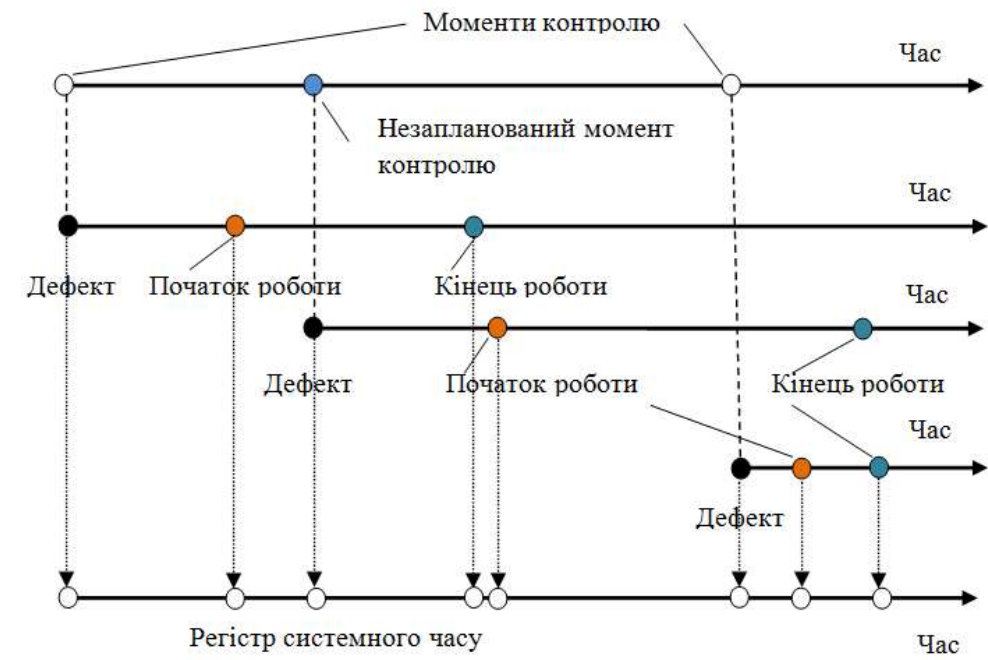 Моменти контролю
Час
Незапланований момент
контролю
Час
Дефект
Початок роботи
Кінець роботи
Час
Дефект
Початок роботи
Кінець роботи
Час
Дефект
Регістр системного часу
Час